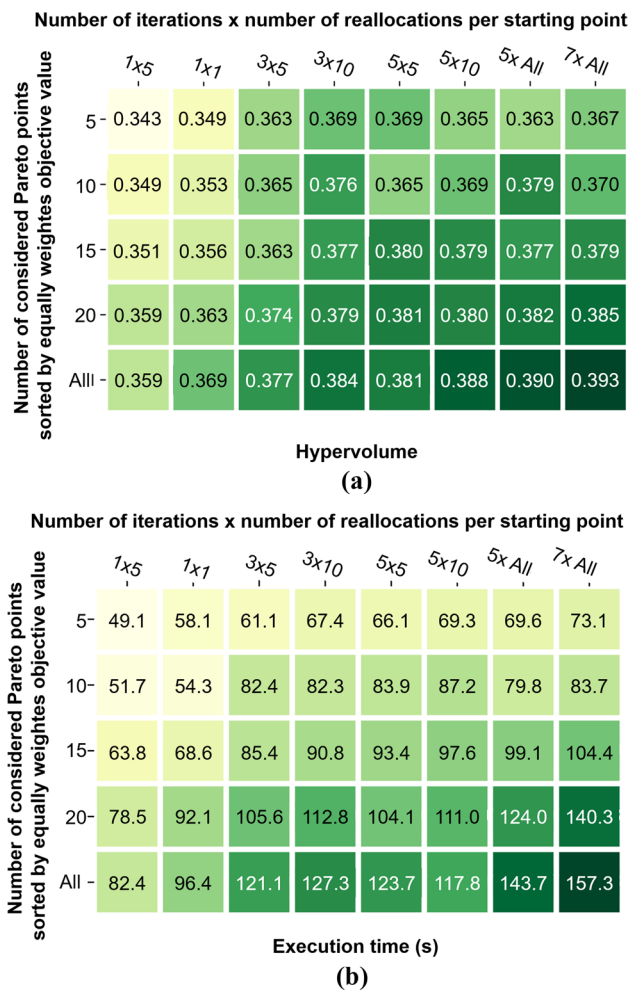 Number of iterations x number of reallocations per starting point
1x5 1x1 3x5 3x10 5x5 5x10 5x All 7x All
Number of considered Pareto points
sorted by equally weightes objective value
5 0.343 0.349 0.363 0.369 0.369 0.365 0.363 0.367
10 0.349 0.353 0.365 0.376 0.365 0.369 0.379 0.370
15 0.351 0.356 0.363 0.377 0.380 0.379 0.377 0.379
20 0.359 0.363 0.374 0.379 0.381 0.380 0.382 0.385
All 0.359 0.369 0.377 0.384 0.381 0.388 0.390 0.393
Hypervolume
(a)
Number of iterations x number of reallocations per starting point
1x5 1x1 3x5 3x10 5x5 5x10 5x All 7x All
Number of considered Pareto points
sorted by equally weightes objective value
5 49.1 58.1 61.1 67.4 66.1 69.3 69.6 73.1
10 51.7 54.3 82.4 82.3 83.9 87.2 79.8 83.7
15 63.8 68.6 85.4 90.8 93.4 97.6 99.1 104.4
20 78.5 92.1 105.6 112.8 104.1 111.0 124.0 140.3
All 82.4 96.4 121.1 127.3 123.7 117.8 143.7 157.3
Execution time (s)
(b)